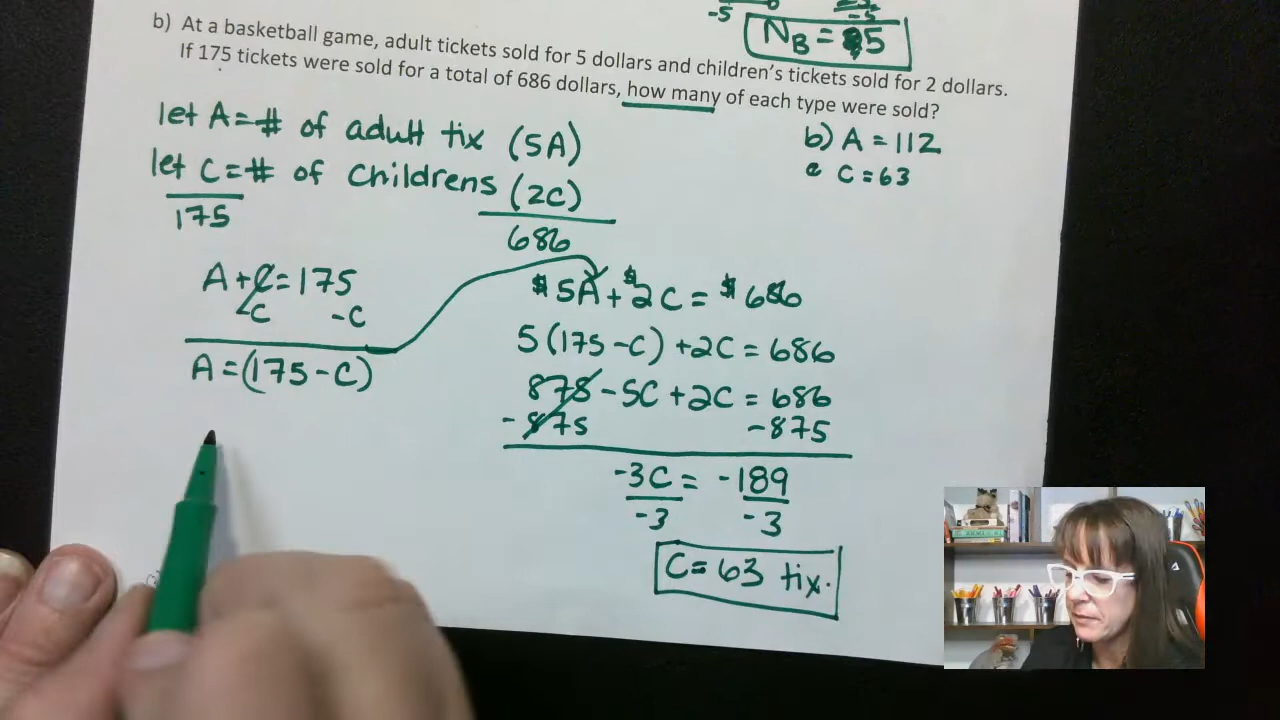 -5
-5
N_B = 5
b) At a basketball game, adult tickets sold for 5 dollars and children's tickets sold for 2 dollars.
If 175 tickets were sold for a total of 686 dollars, how many of each type were sold?
let A = # of adult tix (5A)
let C = # of Childrens (2C)
175
686
b) A = 112
C = 63
A + C = 175
-C -C
A = (175 - C)
$5A + $2C = $686
5(175 - C) + 2C = 686
875 - 5C + 2C = 686
-875 -875
-3C = -189
-3 -3
C = 63 tix.